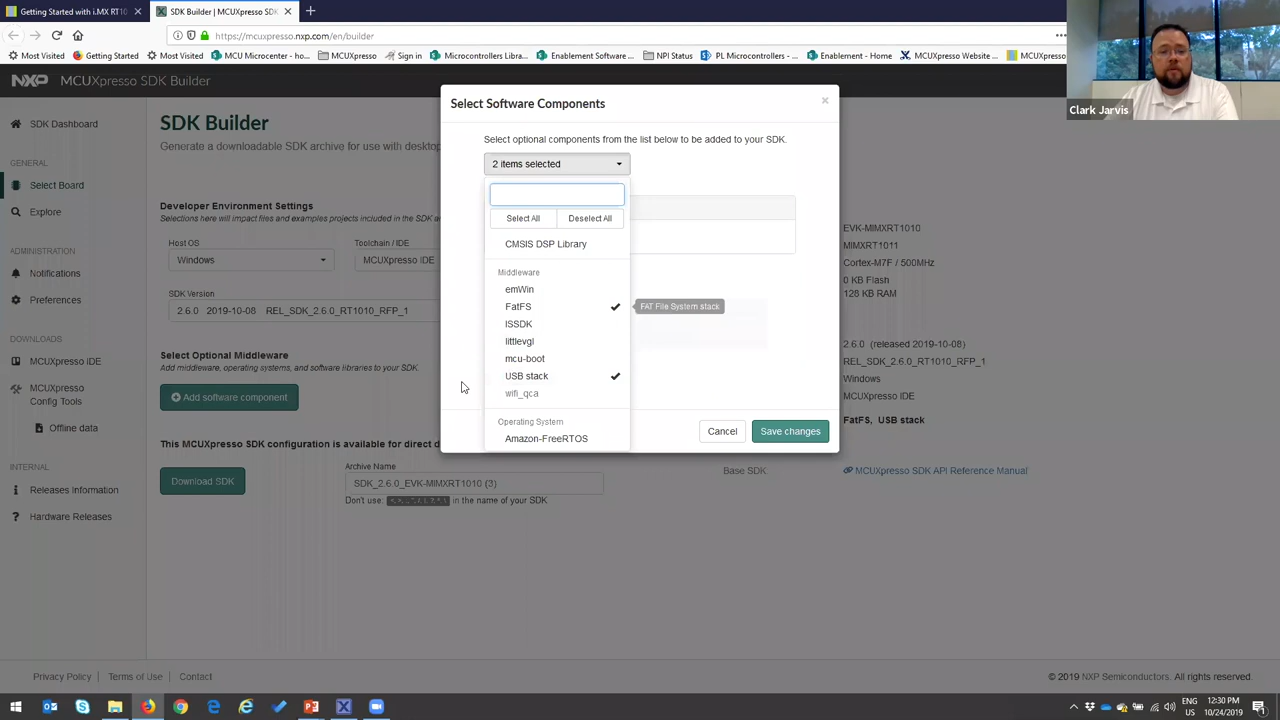 Getting Started with i.MX RT10
SDK Builder | MCUXpresso SDK B
https://mcuxpresso.nxp.com/en/builder
Most Visited
Getting Started
Most Visited
MCU Microcenter - ho...
MCUXpresso
Sign in
Microcontrollers Libra...
Enablement Software ...
NPI Status
PL Microcontrollers - ...
Enablement - Home
MCUXpresso Website ...
MCUXpresso
Clark Jarvis
NXP MCUXpresso SDK Builder
SDK Dashboard
GENERAL
Select Board
Explore
ADMINISTRATION
Notifications
Preferences
DOWNLOADS
MCUXpresso IDE
MCUXpresso
Config Tools
Offline data
INTERNAL
Releases Information
Hardware Releases
SDK Builder
Generate a downloadable SDK archive for use with desktop
Developer Environment Settings
Selections here will impact files and examples projects included in the SDK a
Host OS
Windows
Toolchain / IDE
MCUXpresso IDE
SDK Version
2.6.0 2019-10-08 REL_SDK_2.6.0_RT1010_RFP_1
Select Optional Middleware
Add middleware, operating systems, and software libraries to your SDK
Add software component
This MCUXpresso SDK configuration is available for direct d
Download SDK
Archive Name
SDK_2.6.0_EVK-MIMXRT1010 (3)
Don't use: in the name of your SDK
Select Software Components
×
Select optional components from the list below to be added to your SDK.
2 items selected
Select All
Deselect All
CMSIS DSP Library
Middleware
emWin
FatFS
FAT File System stack
ISSDK
littlevgl
mcu-boot
USB stack
wifi_qca
Operating System
Amazon-FreeRTOS
Cancel
Save changes
EVK-MIMXRT1010
MIMXRT1011
Cortex-M7F / 500MHz
0 KB Flash
128 KB RAM
2.6.0 (released 2019-10-08)
REL_SDK_2.6.0_RT1010_RFP_1
Windows
MCUXpresso IDE
FatFS, USB stack
Base SDK
MCUXpresso SDK API Reference Manual
Privacy Policy | Terms of Use | Contact
© 2019 NXP Semiconductors. All rights reserved.
ENG
US
12:30 PM
10/24/2019